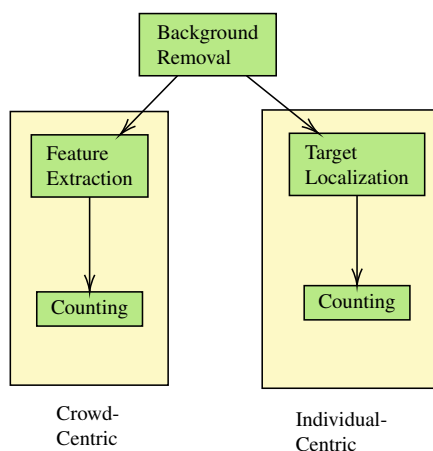 Background
Removal
Feature
Extraction
Counting
Crowd-
Centric
Target
Localization
Counting
Individual-
Centric